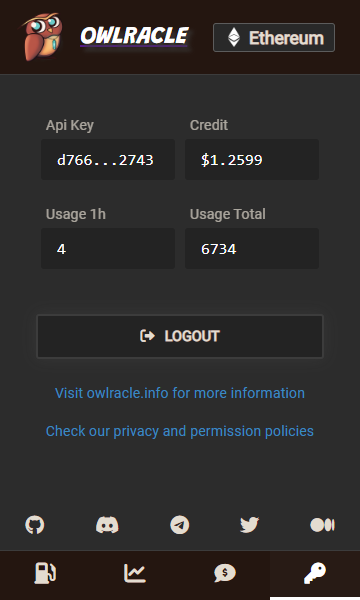 OWLRACLE
Ethereum
Api Key
Credit
d766...2743
$1.2599
Usage 1h
Usage Total
4
6734
LOGOUT
Visit owlracle.info for more information
Check our privacy and permission policies